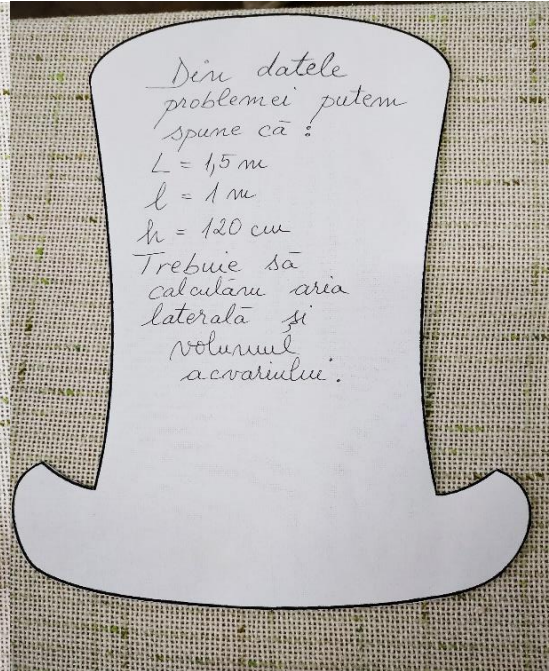 Din datele
problemei putem
spune că :
L = 1,5 m
l = 1 m
h = 120 cm
Trebuie să
calculăm aria
laterală și
volumul
acvariului.